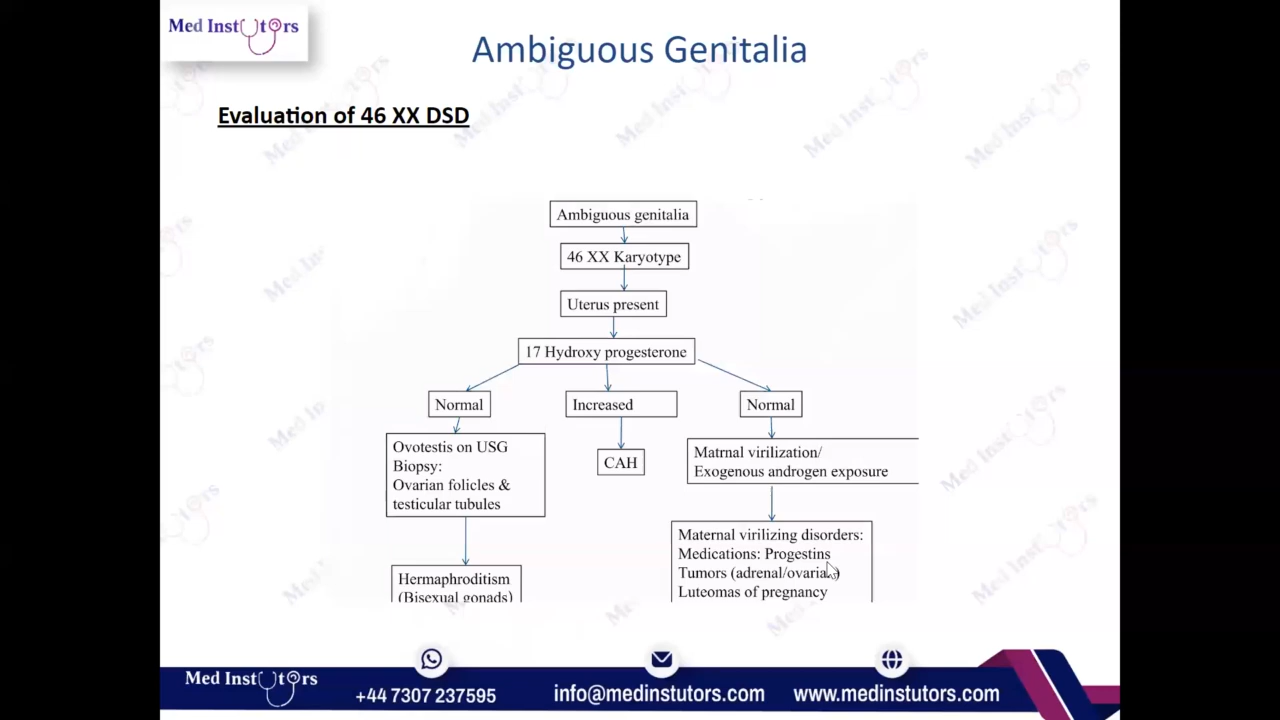 Med Instutors
Ambiguous Genitalia
Evaluation of 46 XX DSD
Ambiguous genitalia
46 XX Karyotype
Uterus present
17 Hydroxy progesterone
Normal
Increased
Normal
Ovotestis on USG
Biopsy:
Ovarian folicles &
testicular tubules
CAH
Matrnal virilization/
Exogenous androgen exposure
Hermaphroditism
(Bisexual gonads)
Maternal virilizing disorders:
Medications: Progestins
Tumors (adrenal/ovarian)
Luteomas of pregnancy
Med Instutors
+44 7307 237595
info@medinstutors.com
www.medinstutors.com